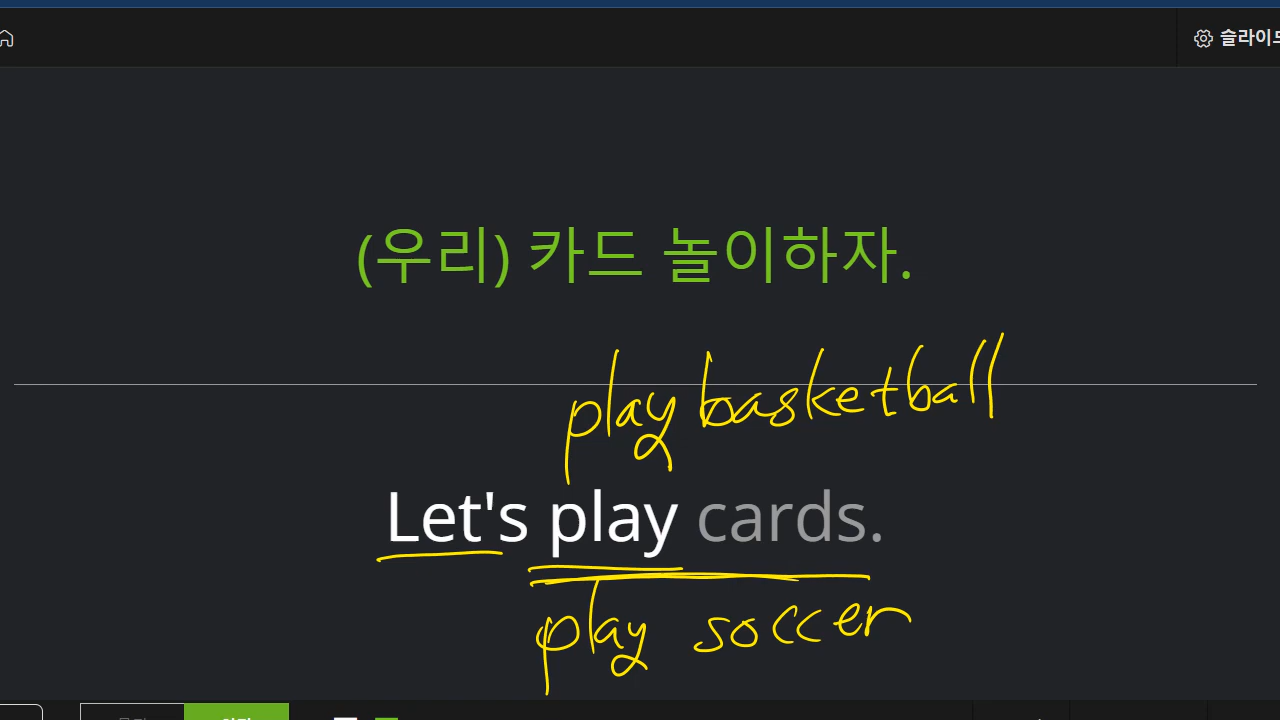 슬라이드
(우리) 카드 놀이하자.
play basketball
Let's play cards.
play soccer